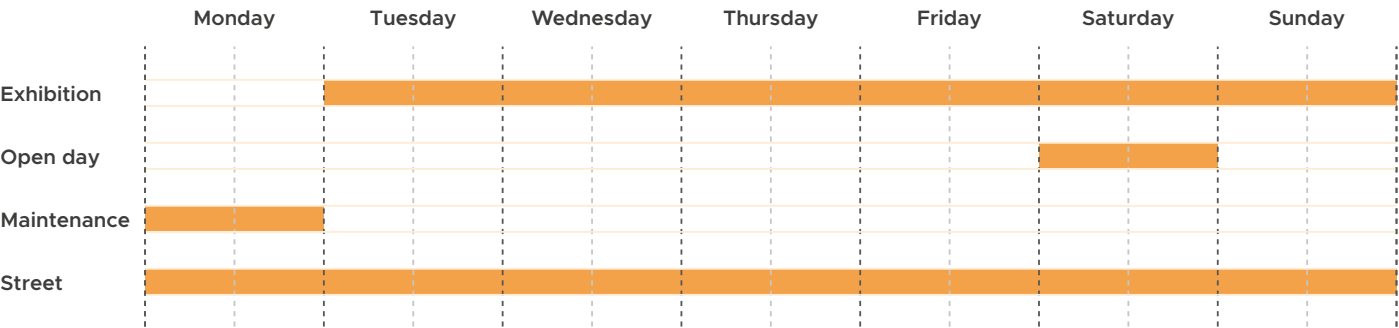 Monday Tuesday Wednesday Thursday Friday Saturday Sunday
Exhibition
Open day
Maintenance
Street